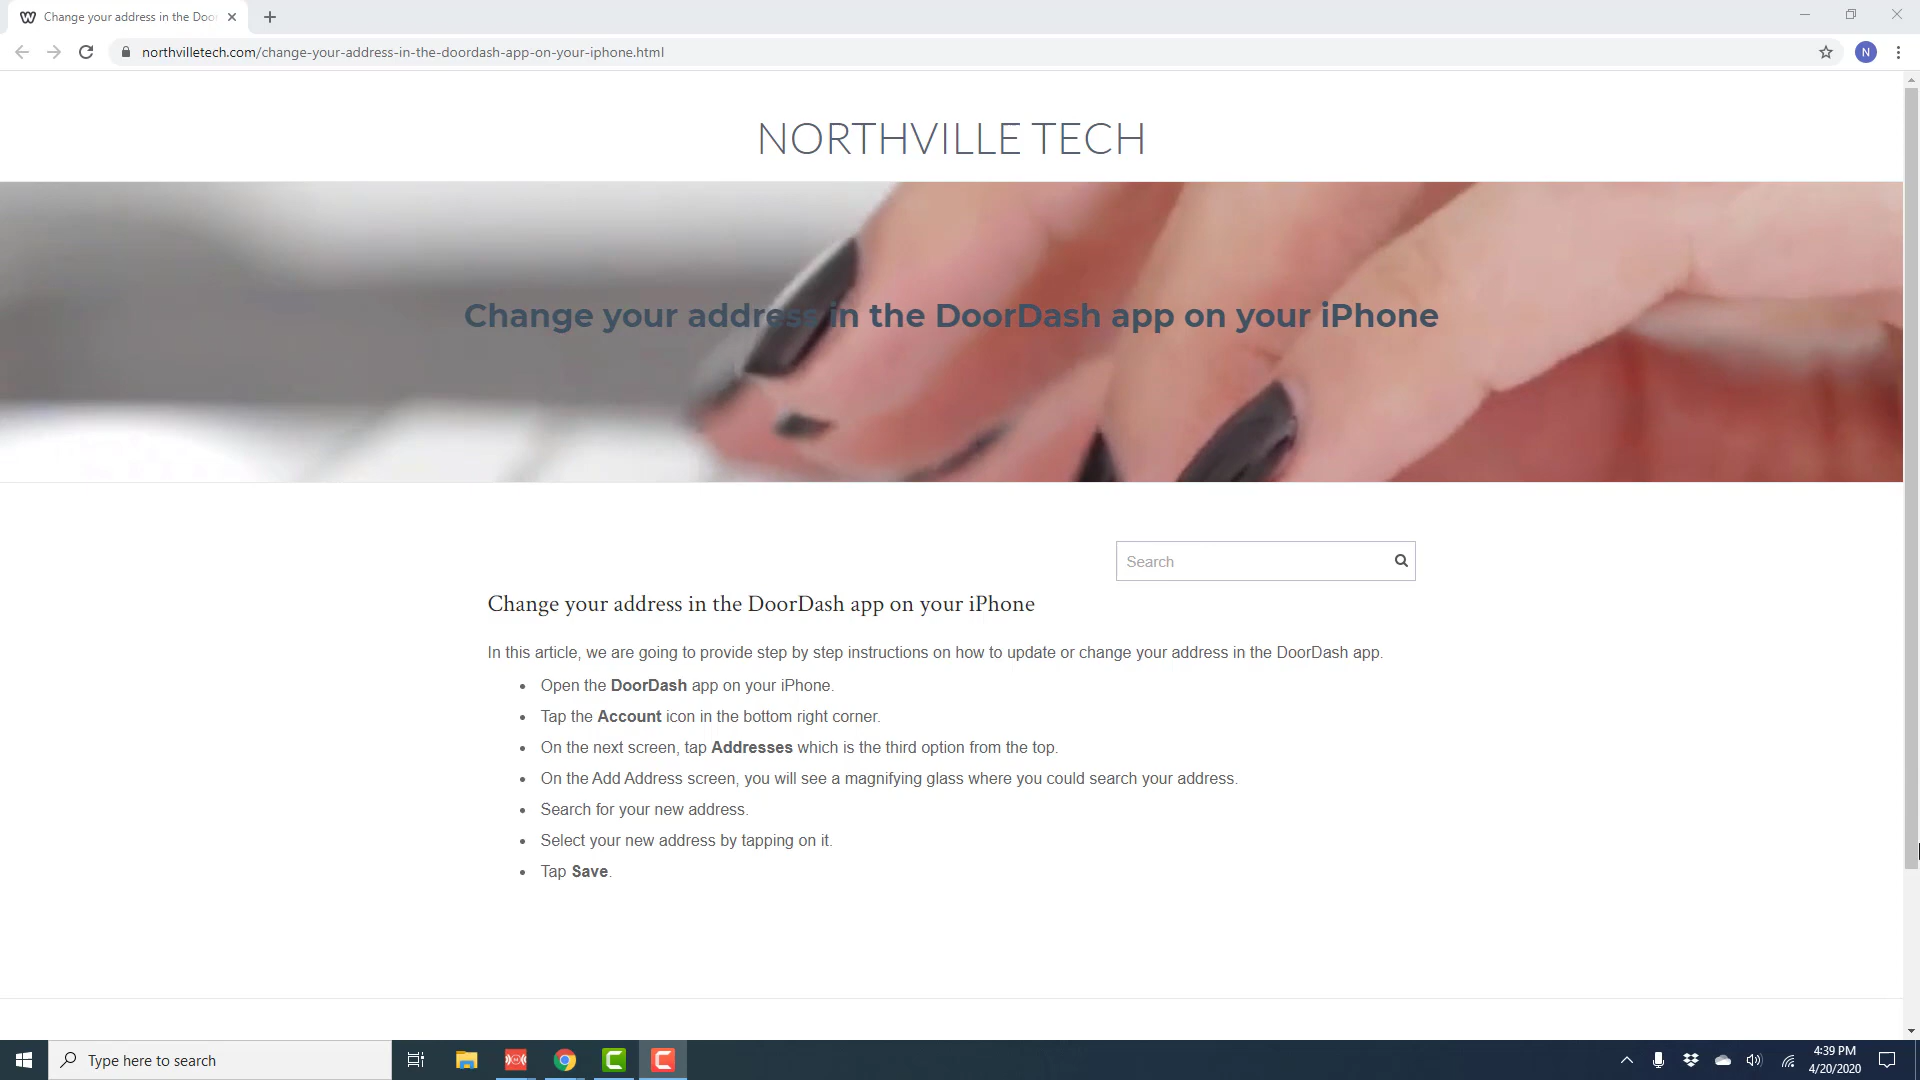 Change your address in the Doo
northvilletech.com/change-your-address-in-the-doordash-app-on-your-iphone.html
N
NORTHVILLE TECH
Change your address in the DoorDash app on your iPhone
Search
Change your address in the DoorDash app on your iPhone
In this article, we are going to provide step by step instructions on how to update or change your address in the DoorDash app.
• Open the DoorDash app on your iPhone.
• Tap the Account icon in the bottom right corner.
• On the next screen, tap Addresses which is the third option from the top.
• On the Add Address screen, you will see a magnifying glass where you could search your address.
• Search for your new address.
• Select your new address by tapping on it.
• Tap Save.
Type here to search
4:39 PM
4/20/2020